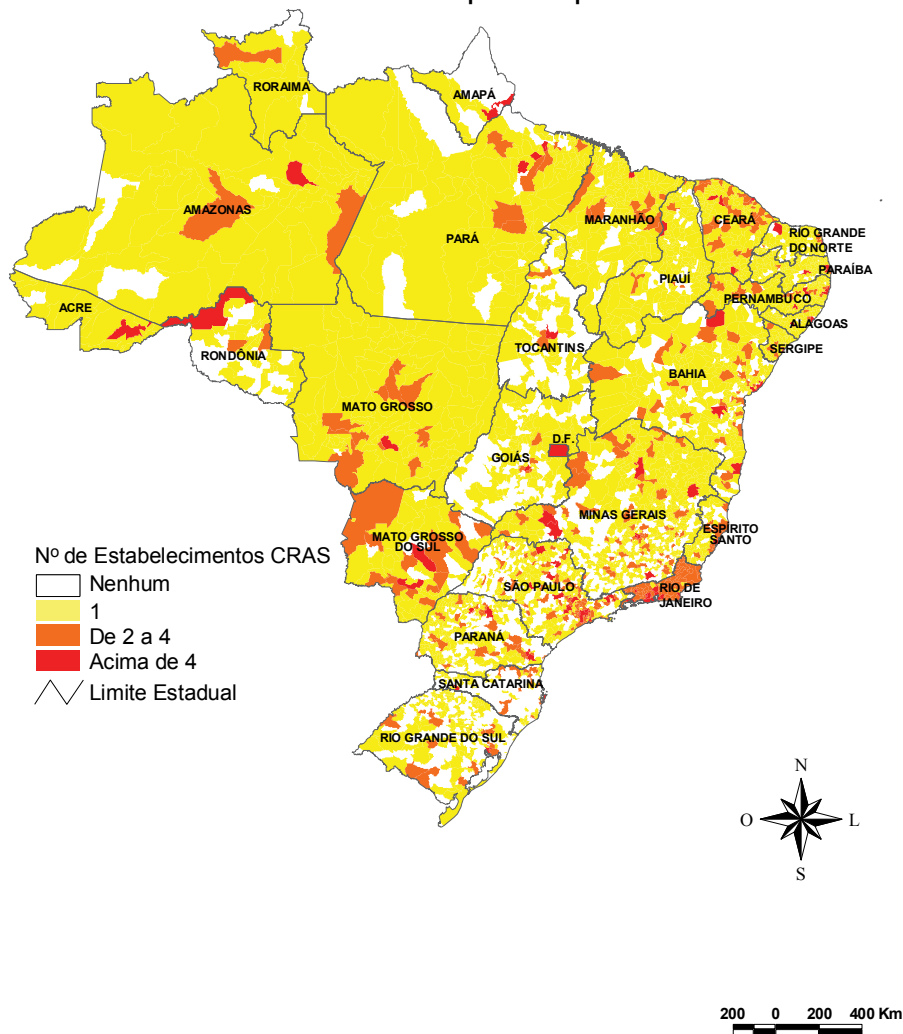 RORAIMA
AMAPÁ
AMAZONAS
PARÁ
MARANHÃO
CEARÁ
RIO GRANDE
DO NORTE
PARAÍBA
PIAUÍ
PERNAMBUCO
ACRE
ALAGOAS
TOCANTINS
SERGIPE
RONDÔNIA
BAHIA
MATO GROSSO
D.F.
GOIÁS
MINAS GERAIS
ESPÍRITO
SANTO
MATO GROSSO
DO SUL
SÃO PAULO
RIO DE
JANEIRO
PARANÁ
SANTA CATARINA
RIO GRANDE DO SUL
Nº de Estabelecimentos CRAS
Nenhum
1
De 2 a 4
Acima de 4
Limite Estadual
N
O
L
S
200 0 200 400 Km